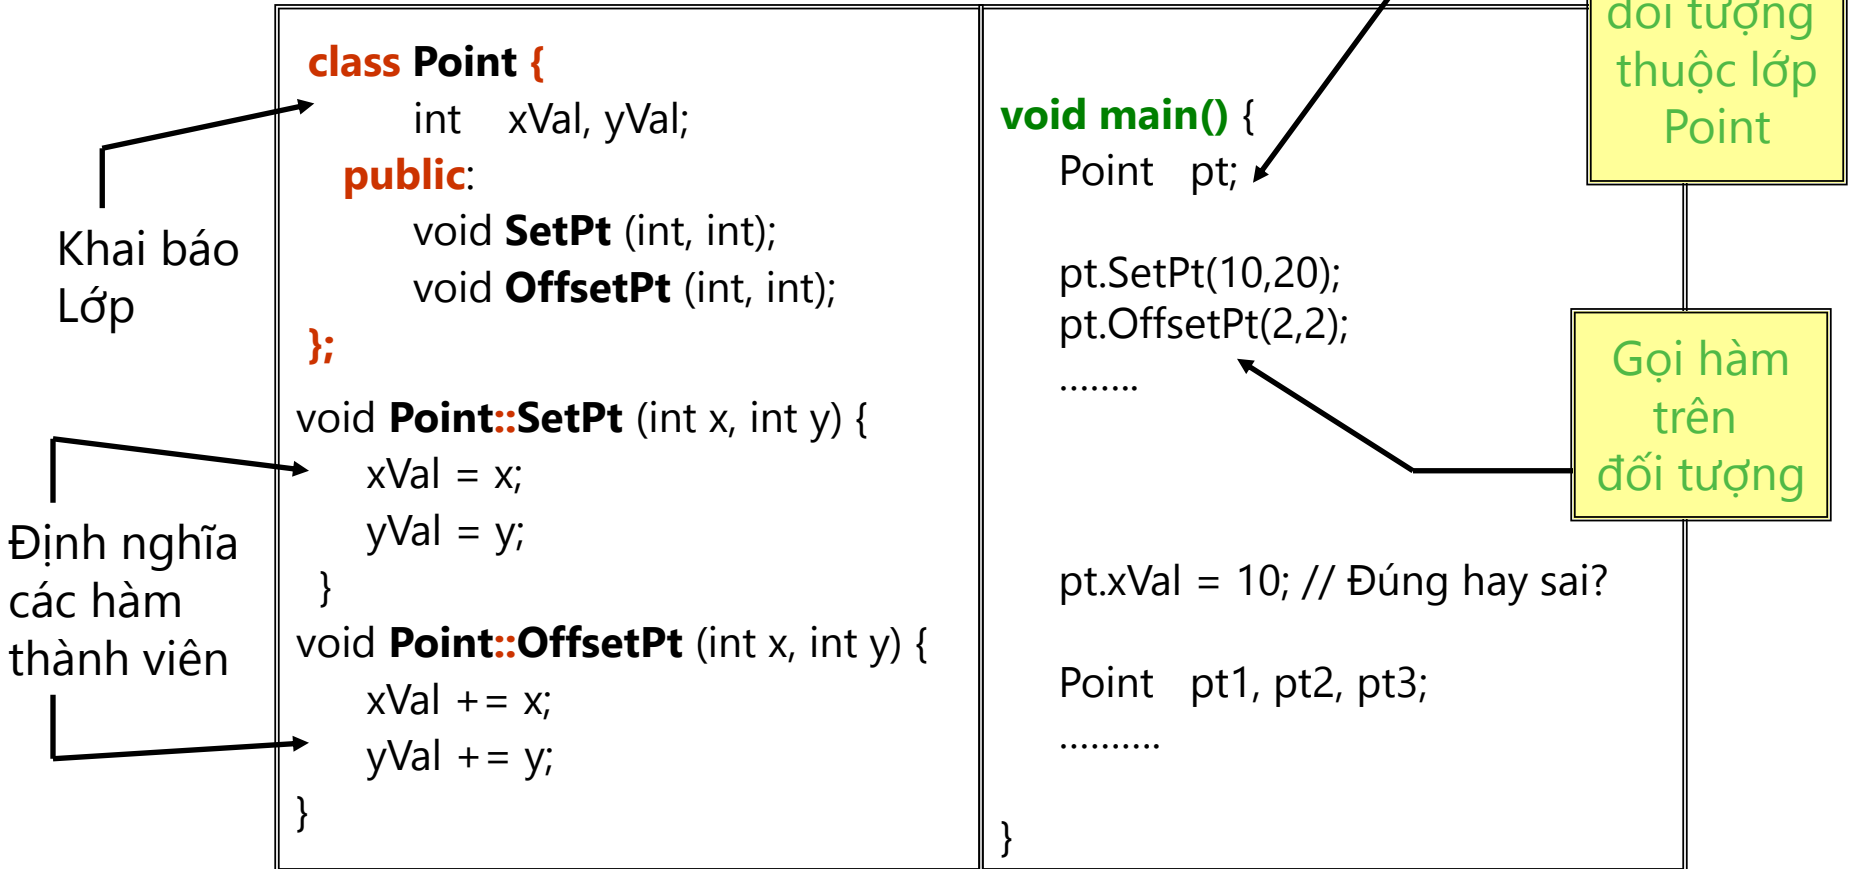 class Point {
int xVal, yVal;
public:
void SetPt (int, int);
void OffsetPt (int, int);
};
void Point::SetPt (int x, int y) {
xVal = x;
yVal = y;
}
void Point::OffsetPt (int x, int y) {
xVal += x;
yVal += y;
}
Khai báo
Lớp
Định nghĩa
các hàm
thành viên
void main() {
Point pt;
pt.SetPt(10,20);
pt.OffsetPt(2,2);
........
pt.xVal = 10; // Đúng hay sai?
Point pt1, pt2, pt3;
..........
}
đối tượng
thuộc lớp
Point
Gọi hàm
trên
đối tượng